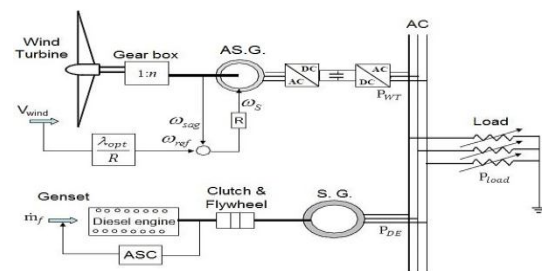 AC
Wind
Turbine
Gear box
1:n
AS.G.
DC
AC
AC
DC
P_WT
V_wind
ω_sag
ω_S
R
λ_opt
R
ω_ref
Load
P_load
Genset
ṁ_f
Diesel engine
Clutch &
Flywheel
S. G.
P_DE
ASC